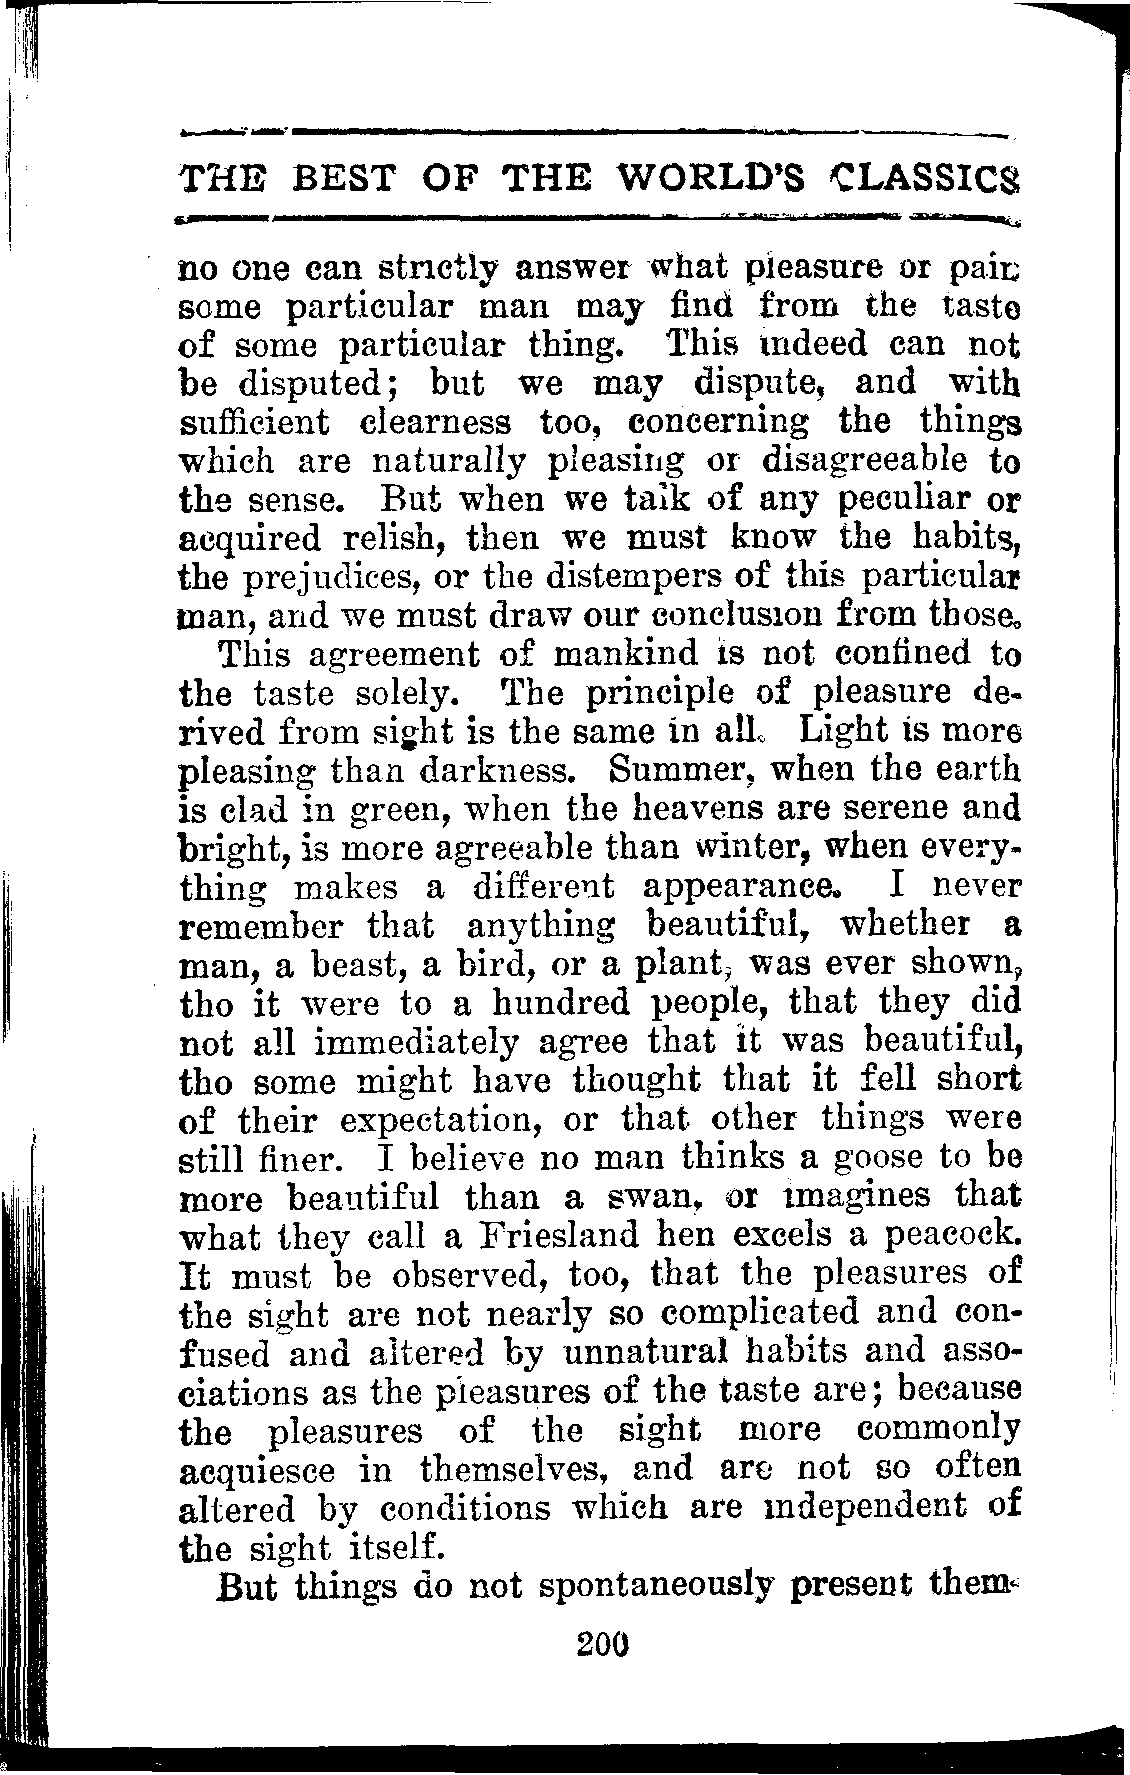 THE BEST OF THE WORLD'S CLASSICS
no one can strictly answer what pleasure or pain
some particular man may find from the taste
of some particular thing. This indeed can not
be disputed; but we may dispute, and with
sufficient clearness too, concerning the things
which are naturally pleasing or disagreeable to
the sense. But when we talk of any peculiar or
acquired relish, then we must know the habits,
the prejudices, or the distempers of this particular
man, and we must draw our conclusion from those.
This agreement of mankind is not confined to
the taste solely. The principle of pleasure de-
rived from sight is the same in all. Light is more
pleasing than darkness. Summer, when the earth
is clad in green, when the heavens are serene and
bright, is more agreeable than winter, when every-
thing makes a different appearance. I never
remember that anything beautiful, whether a
man, a beast, a bird, or a plant, was ever shown,
tho it were to a hundred people, that they did
not all immediately agree that it was beautiful,
tho some might have thought that it fell short
of their expectation, or that other things were
still finer. I believe no man thinks a goose to be
more beautiful than a swan, or imagines that
what they call a Friesland hen excels a peacock.
It must be observed, too, that the pleasures of
the sight are not nearly so complicated and con-
fused and altered by unnatural habits and asso-
ciations as the pleasures of the taste are; because
the pleasures of the sight more commonly
acquiesce in themselves, and are not so often
altered by conditions which are independent of
the sight itself.
But things do not spontaneously present them-
200